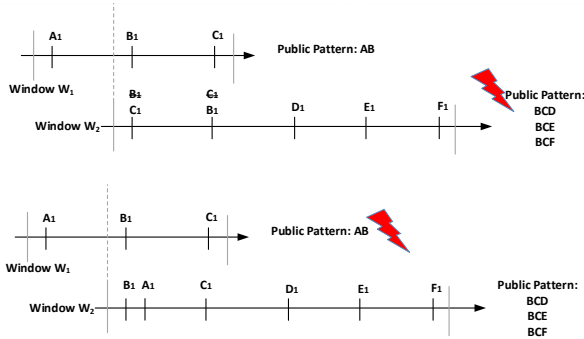 A1 B1 C1
Public Pattern: AB
Window W1
B1 C1
Window W2 C1 B1 D1 E1 F1
Public Pattern:
BCD
BCE
BCF
A1 B1 C1
Public Pattern: AB
Window W1
B1 A1 C1 D1 E1 F1
Window W2
Public Pattern:
BCD
BCE
BCF